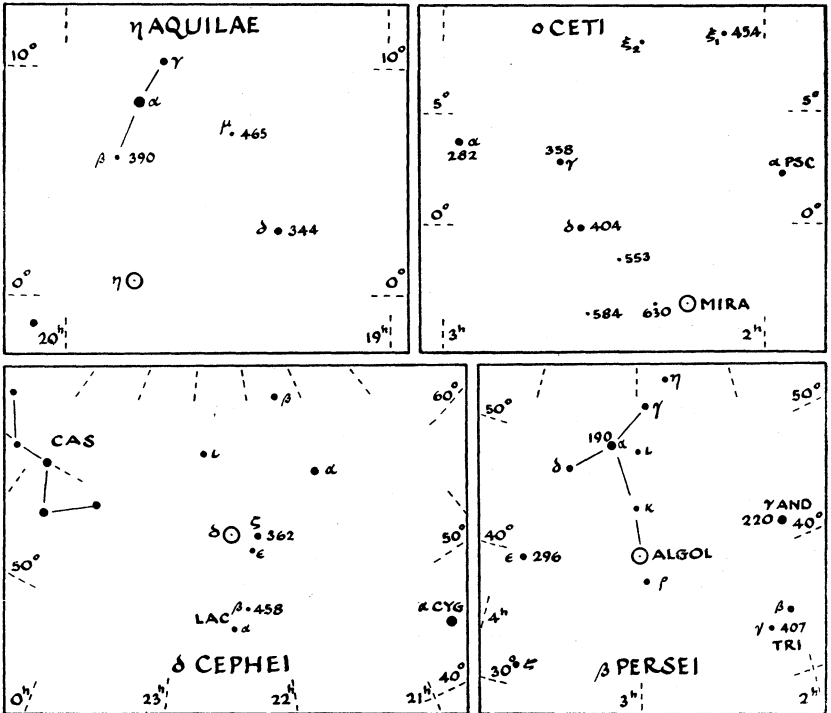 η AQUILAE
10° 10°
γ
α
μ 465
β 390
δ 344
η
0° 0°
20ʰ 19ʰ
ο CETI
ξ₂ ξ₁ 454
5° 5°
α
282
358
γ
α PSC
0° 0°
δ 404
553
584 630 MIRA
3ʰ 2ʰ
β 60°
CAS
ι α
δ ζ 362
ε
50° 50°
LAC β 458
α
α CYG
δ CEPHEI
40°
0ʰ 23ʰ 22ʰ 21ʰ
η
50° γ 50°
190 α ι
δ
κ
γ AND
220 40°
40°
ε 296 ALGOL
ρ
4ʰ
β
γ 407
TRI
30° ζ
β PERSEI
3ʰ 2ʰ